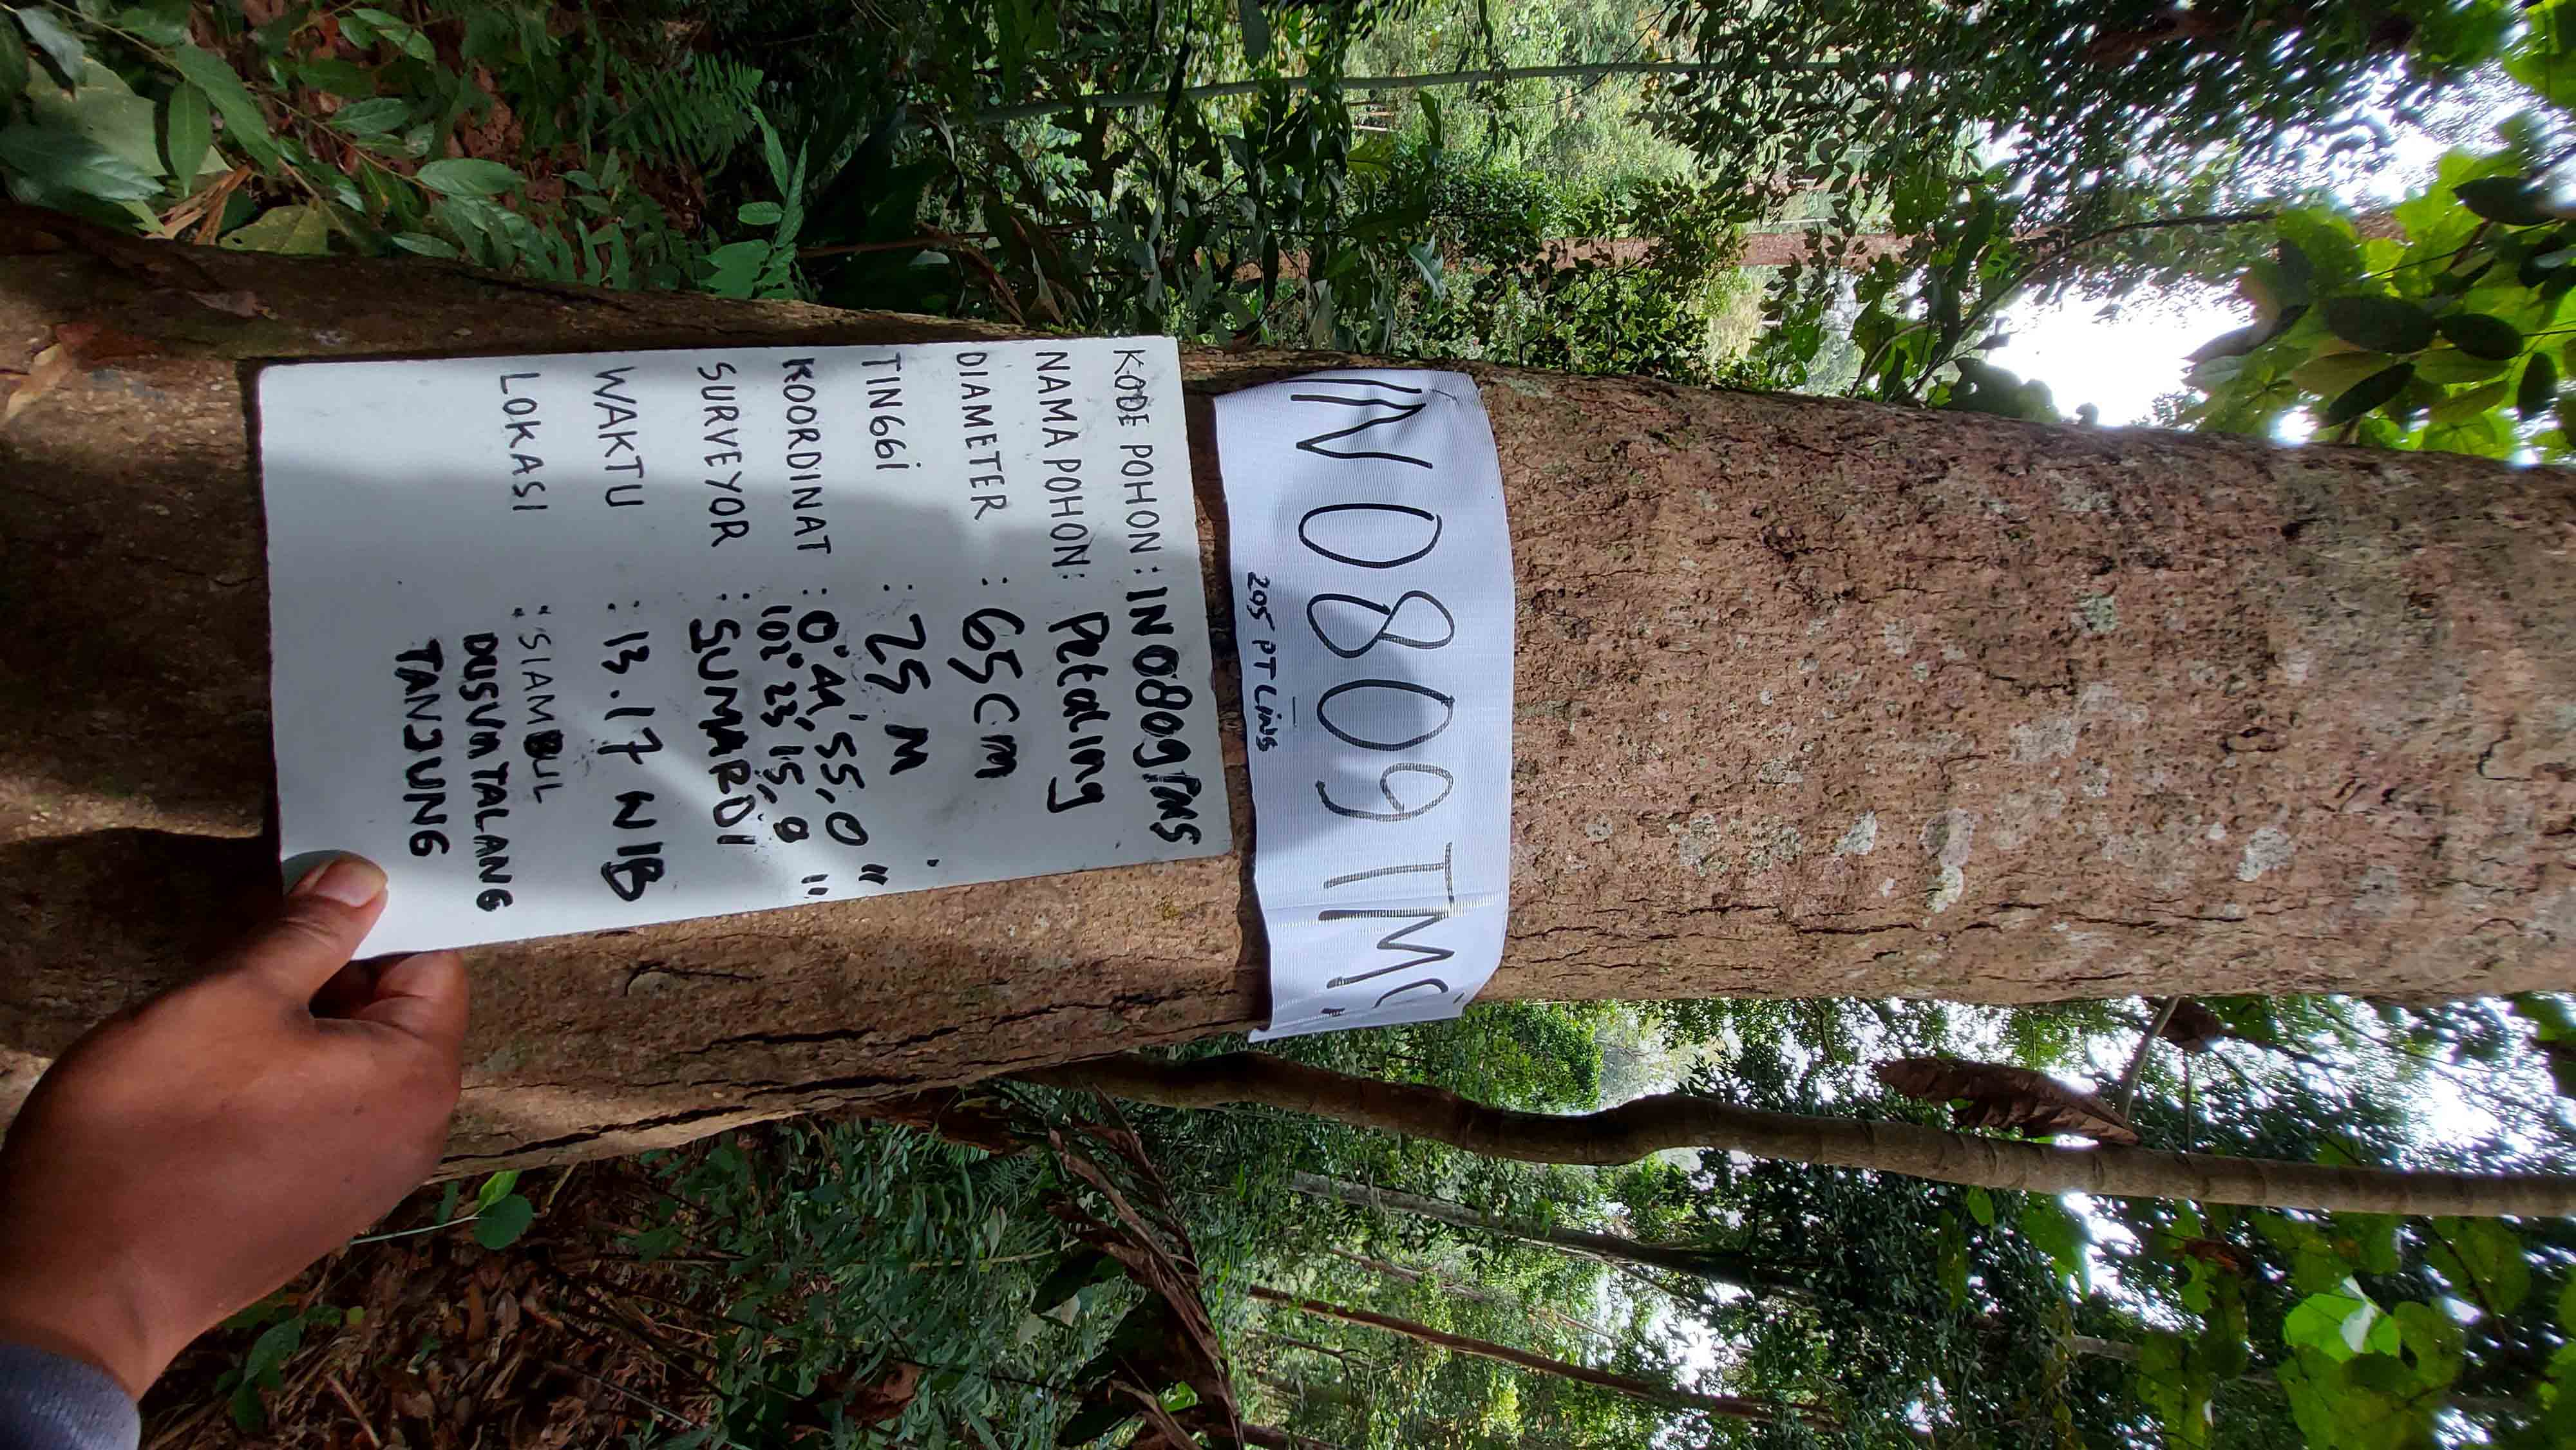 IN0809TMS
205 PT LINS
KODE POHON : IN0809TMS
NAMA POHON : Petaling
DIAMETER : 65 cm
TINGGI : 25 M
KOORDINAT : 0° 44' 55,0"
102° 23' 15,8"
SURVEYOR : SUMARDI
WAKTU : 13.17 WIB
LOKASI : SIAMBUL
DUSUN TALANG
TANJUNG